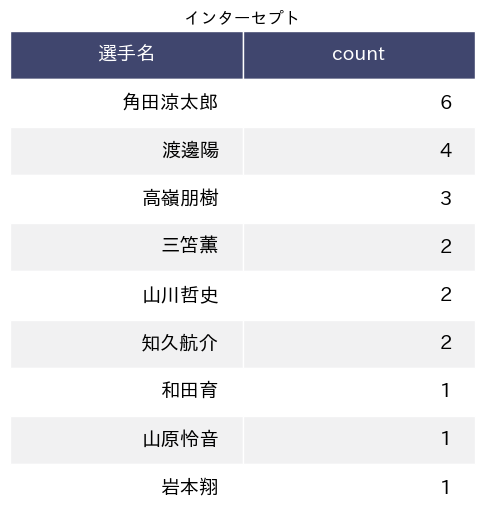 インターセプト
選手名 count
角田涼太郎 6
渡邊陽 4
高嶺朋樹 3
三笘薫 2
山川哲史 2
知久航介 2
和田育 1
山原怜音 1
岩本翔 1